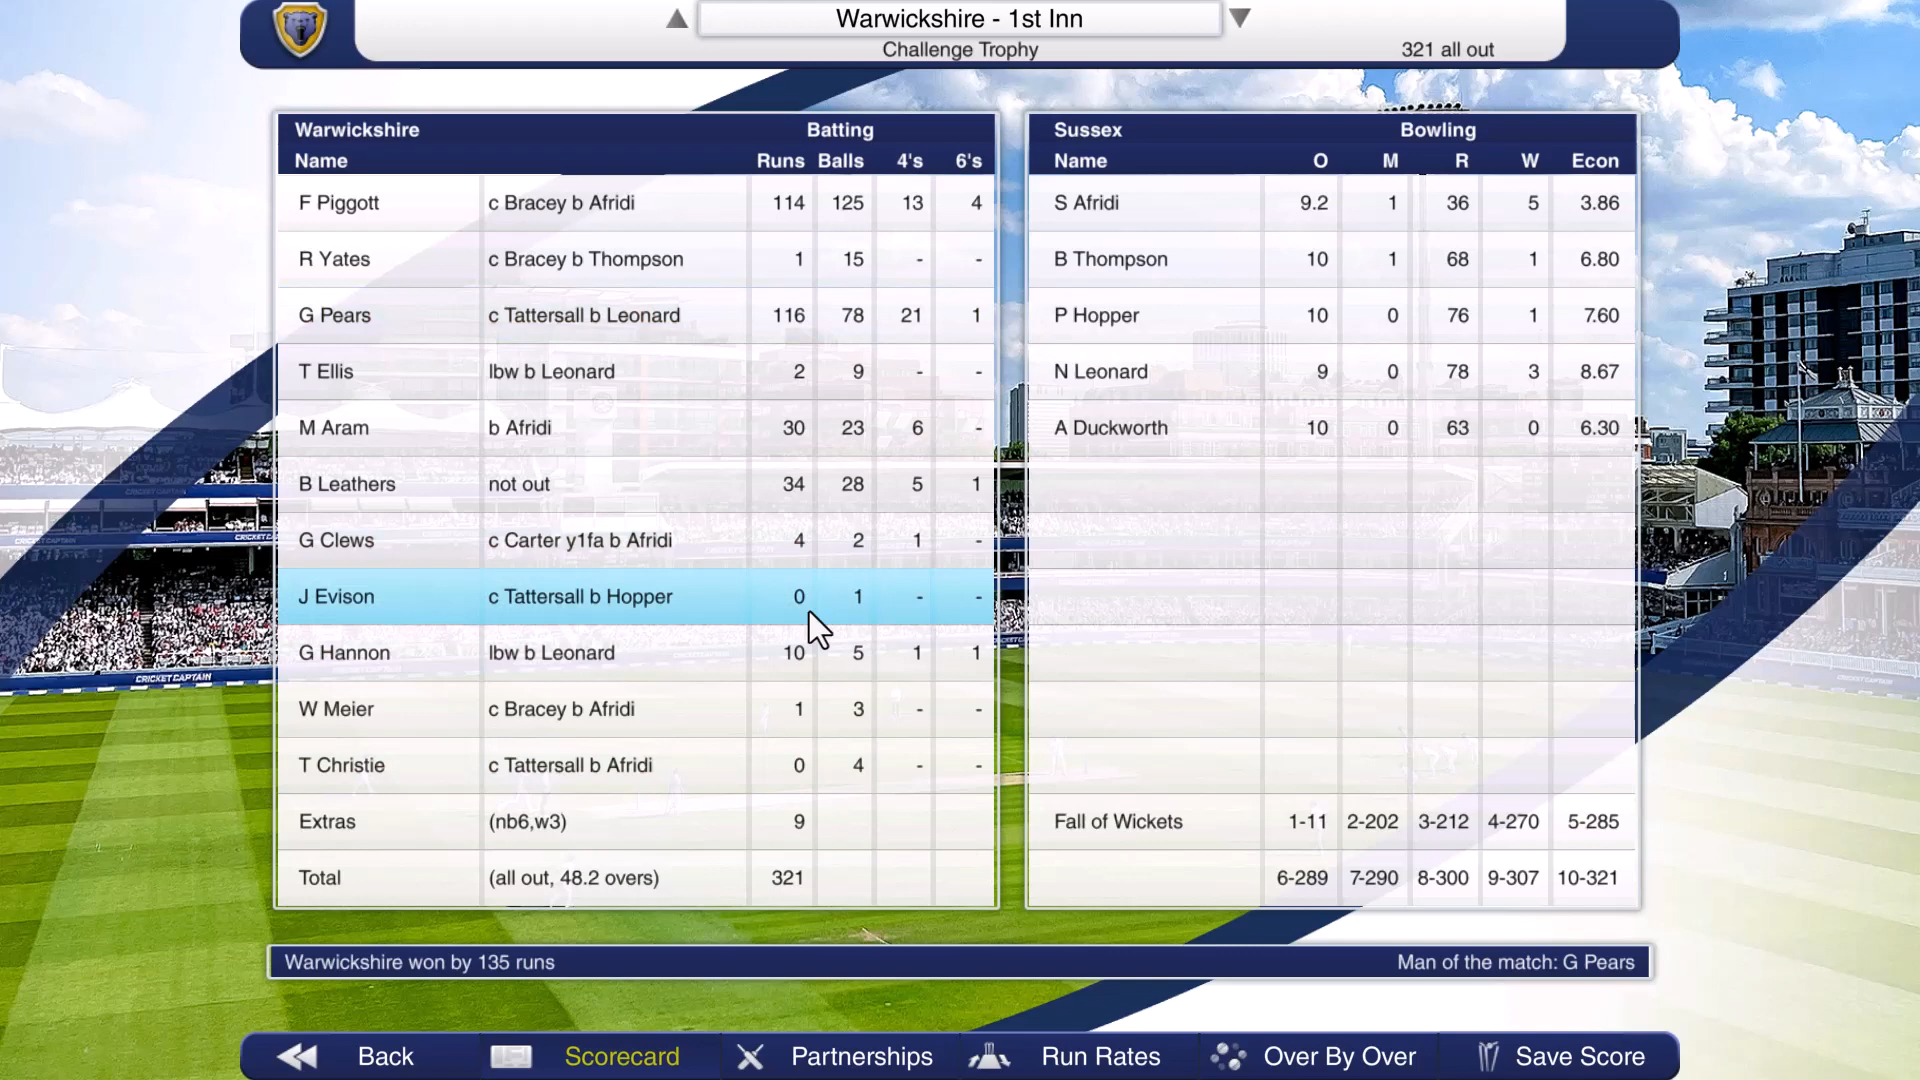 Warwickshire - 1st Inn
Challenge Trophy 321 all out
Warwickshire Batting
Name Runs Balls 4's 6's
F Piggott c Bracey b Afridi 114 125 13 4
R Yates c Bracey b Thompson 1 15 - -
G Pears c Tattersall b Leonard 116 78 21 1
T Ellis lbw b Leonard 2 9 - -
M Aram b Afridi 30 23 6 -
B Leathers not out 34 28 5 1
G Clews c Carter y1fa b Afridi 4 2 1 -
J Evison c Tattersall b Hopper 0 1 - -
G Hannon lbw b Leonard 10 5 1 1
W Meier c Bracey b Afridi 1 3 - -
T Christie c Tattersall b Afridi 0 4 - -
Extras (nb6,w3) 9
Total (all out, 48.2 overs) 321
Sussex Bowling
Name O M R W Econ
S Afridi 9.2 1 36 5 3.86
B Thompson 10 1 68 1 6.80
P Hopper 10 0 76 1 7.60
N Leonard 9 0 78 3 8.67
A Duckworth 10 0 63 0 6.30
Fall of Wickets 1-11 2-202 3-212 4-270 5-285
6-289 7-290 8-300 9-307 10-321
CRICKET CAPTAIN
Warwickshire won by 135 runs Man of the match: G Pears
Back Scorecard Partnerships Run Rates Over By Over Save Score